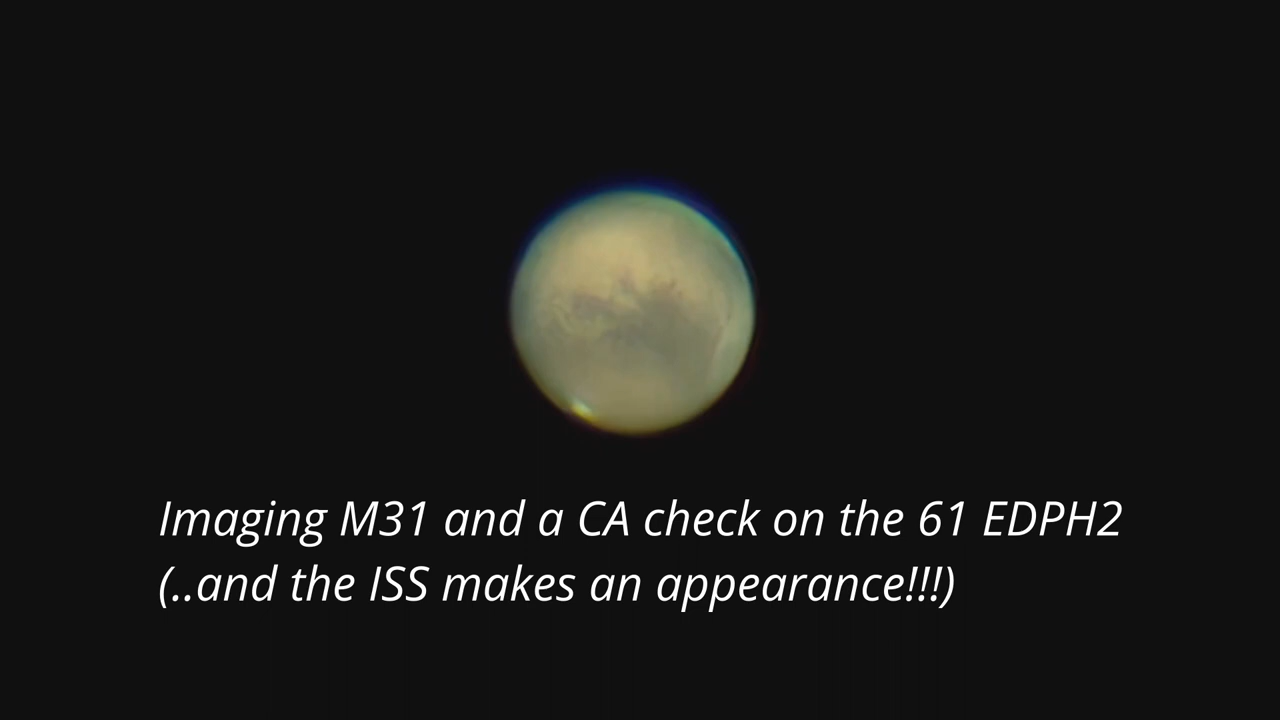 Imaging M31 and a CA check on the 61 EDPH2
(..and the ISS makes an appearance!!!)